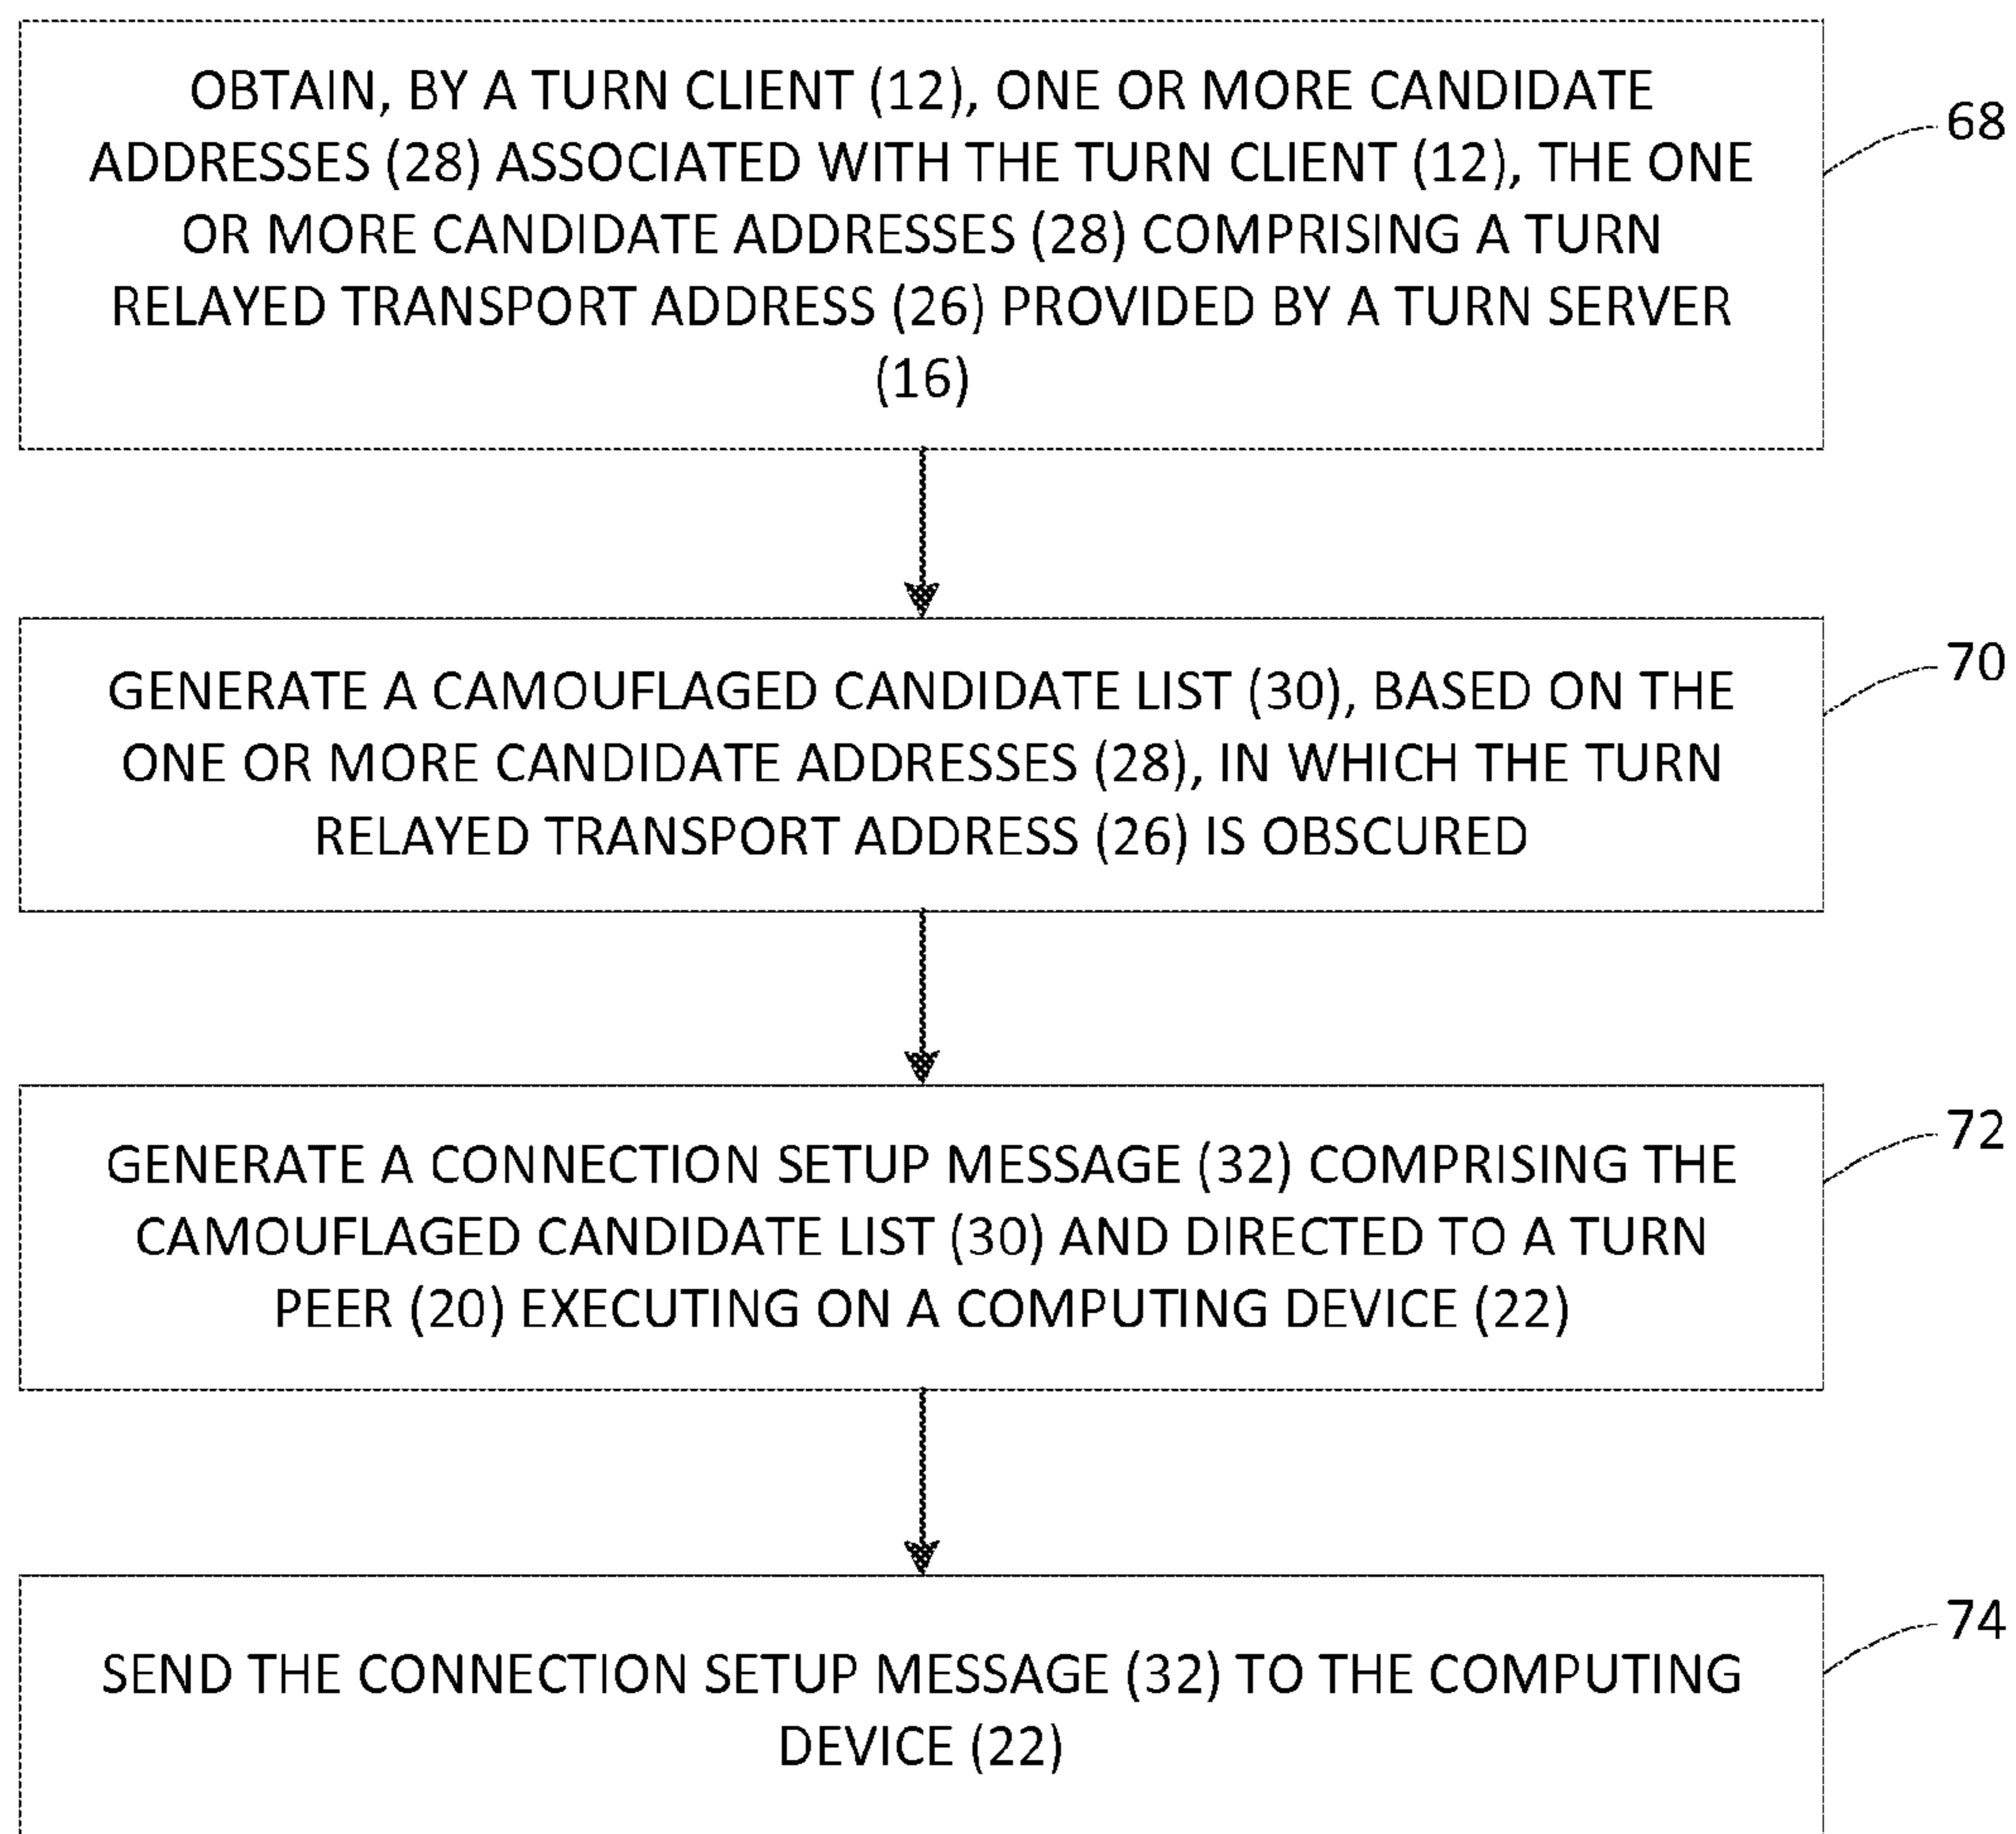 OBTAIN, BY A TURN CLIENT (12), ONE OR MORE CANDIDATE
ADDRESSES (28) ASSOCIATED WITH THE TURN CLIENT (12), THE ONE
OR MORE CANDIDATE ADDRESSES (28) COMPRISING A TURN
RELAYED TRANSPORT ADDRESS (26) PROVIDED BY A TURN SERVER
(16)
68
GENERATE A CAMOUFLAGED CANDIDATE LIST (30), BASED ON THE
ONE OR MORE CANDIDATE ADDRESSES (28), IN WHICH THE TURN
RELAYED TRANSPORT ADDRESS (26) IS OBSCURED
70
GENERATE A CONNECTION SETUP MESSAGE (32) COMPRISING THE
CAMOUFLAGED CANDIDATE LIST (30) AND DIRECTED TO A TURN
PEER (20) EXECUTING ON A COMPUTING DEVICE (22)
72
SEND THE CONNECTION SETUP MESSAGE (32) TO THE COMPUTING
DEVICE (22)
74